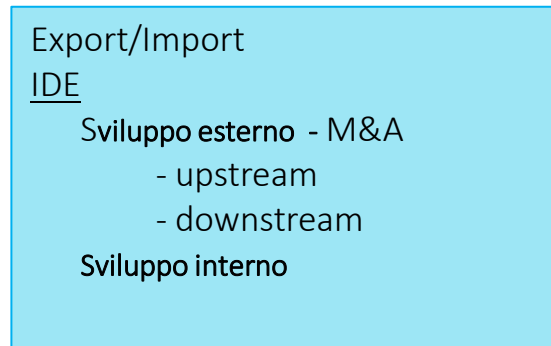 Export/Import
IDE
Sviluppo esterno - M&A
- upstream
- downstream
Sviluppo interno